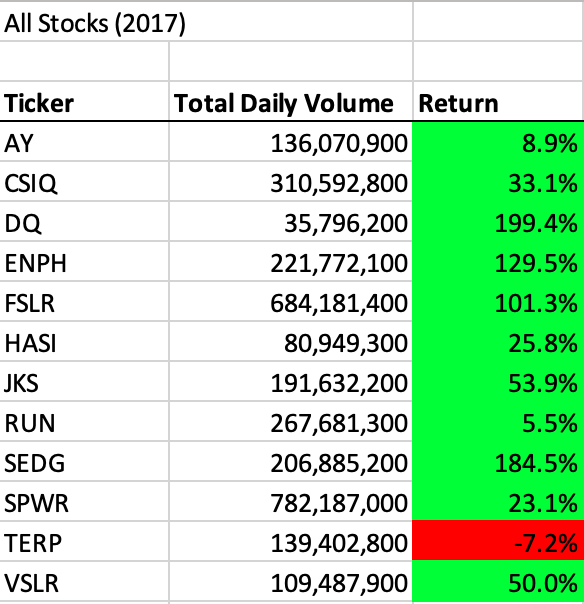 All Stocks (2017)
Ticker Total Daily Volume Return
AY 136,070,900 8.9%
CSIQ 310,592,800 33.1%
DQ 35,796,200 199.4%
ENPH 221,772,100 129.5%
FSLR 684,181,400 101.3%
HASI 80,949,300 25.8%
JKS 191,632,200 53.9%
RUN 267,681,300 5.5%
SEDG 206,885,200 184.5%
SPWR 782,187,000 23.1%
TERP 139,402,800 -7.2%
VSLR 109,487,900 50.0%